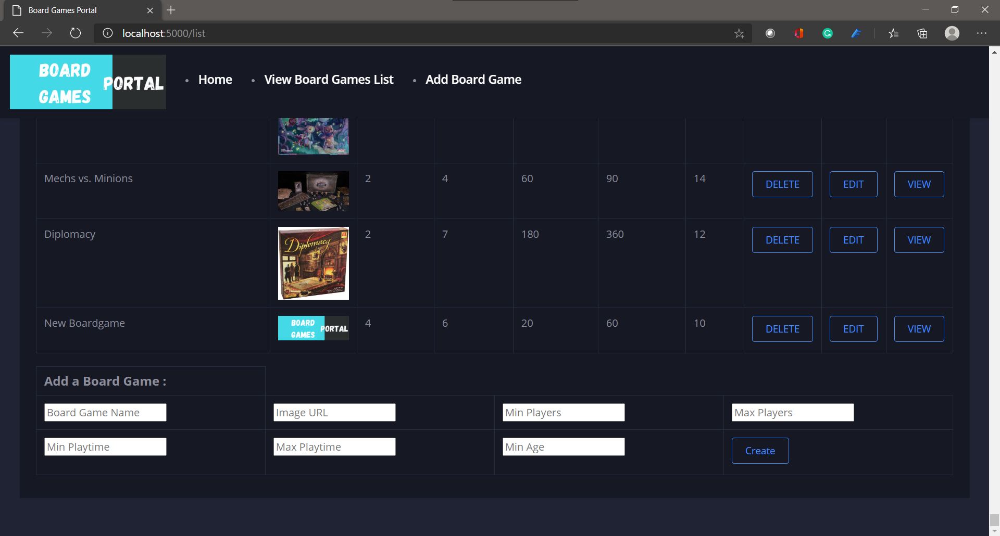 Board Games Portal
localhost:5000/list
BOARD
GAMES
PORTAL
Home
View Board Games List
Add Board Game
Mechs vs. Minions 2 4 60 90 14 DELETE EDIT VIEW
Diplomacy Diplomacy 2 7 180 360 12 DELETE EDIT VIEW
New Boardgame BOARD GAMES PORTAL 4 6 20 60 10 DELETE EDIT VIEW
Add a Board Game :
Board Game Name Image URL Min Players Max Players
Min Playtime Max Playtime Min Age Create